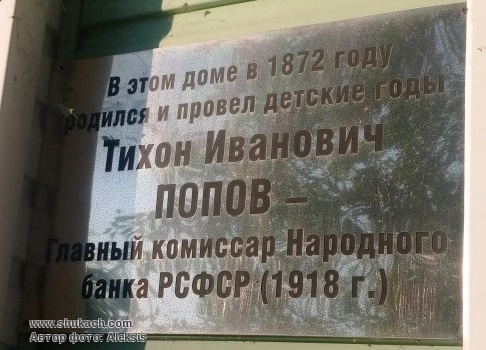 В этом доме в 1872 году
родился и провел детские годы
Тихон Иванович
ПОПОВ –
Главный комиссар Народного
банка РСФСР (1918 г.)
www.shukach.com
Автор фото: Aleksis